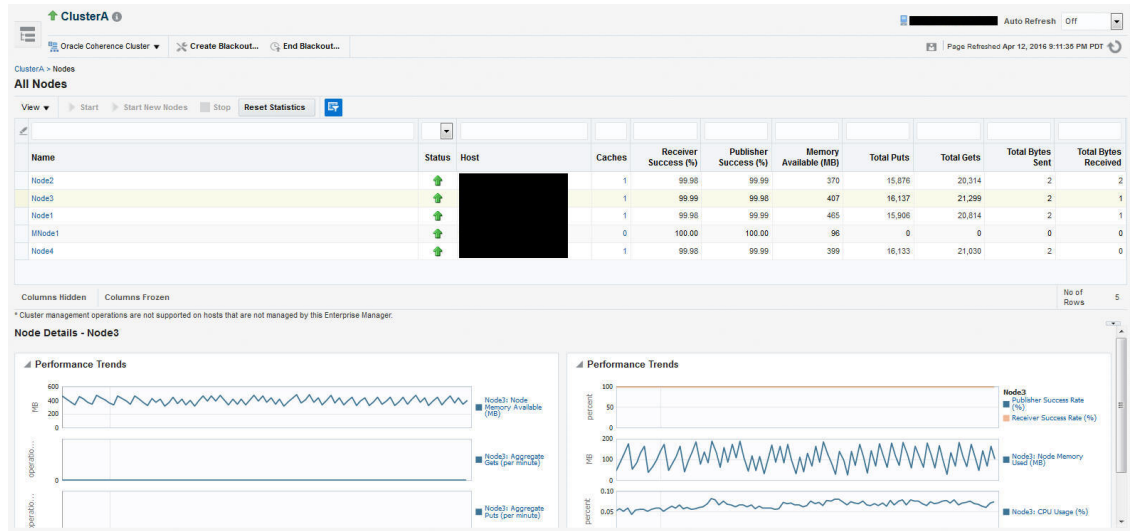 ClusterA
Auto Refresh Off
Oracle Coherence Cluster Create Blackout... End Blackout... Page Refreshed Apr 12, 2016 9:11:35 PM PDT
ClusterA > Nodes
All Nodes
View Start Start New Nodes Stop Reset Statistics
Name Status Host Caches Receiver Success (%) Publisher Success (%) Memory Available (MB) Total Puts Total Gets Total Bytes Sent Total Bytes Received
Node2 1 99.98 99.99 370 15,876 20,314 2 2
Node3 1 99.99 99.98 407 16,137 21,299 2 1
Node1 1 99.98 99.99 465 15,906 20,814 2 1
MNode1 0 100.00 100.00 96 0 0 0 0
Node4 1 99.98 99.99 399 16,133 21,030 2 0
Columns Hidden Columns Frozen No of Rows 5
* Cluster management operations are not supported on hosts that are not managed by this Enterprise Manager.
Node Details - Node3
Performance Trends
600
400
200
0
MB
Node3: Node
Memory Available
(MB)
operatio...
0
Node3: Aggregate
Gets (per minute)
operatio...
Node3: Aggregate
Puts (per minute)
Performance Trends
100
50
0
percent
Node3
Publisher Success Rate
(%)
Receiver Success Rate (%)
200
100
0
MB
Node3: Node Memory
Used (MB)
0.10
0.05
percent
Node3: CPU Usage (%)